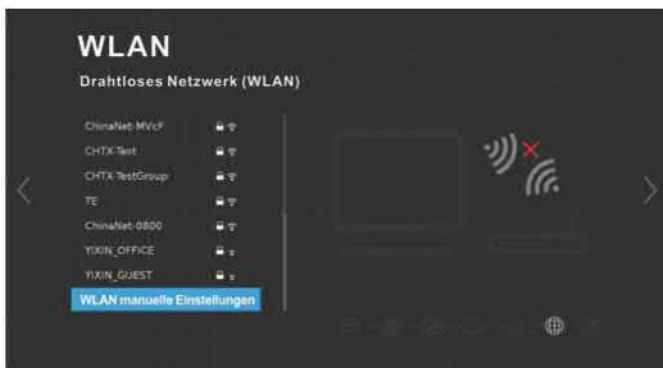 WLAN
Drahtloses Netzwerk (WLAN)
ChinaNet-MVcF
CHTX-Test
CHTX-TestGroup
TE
ChinaNet-0800
YIXIN_OFFICE
YIXIN_GUEST
WLAN manuelle Einstellungen